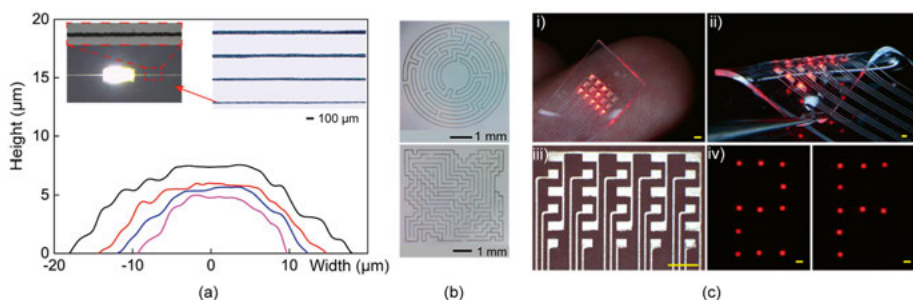 20
15
10
5
0
Height (μm)
100 μm
-20
-10
0
10
Width (μm)
(a)
1 mm
1 mm
(b)
i)
ii)
iii)
iv)
(c)